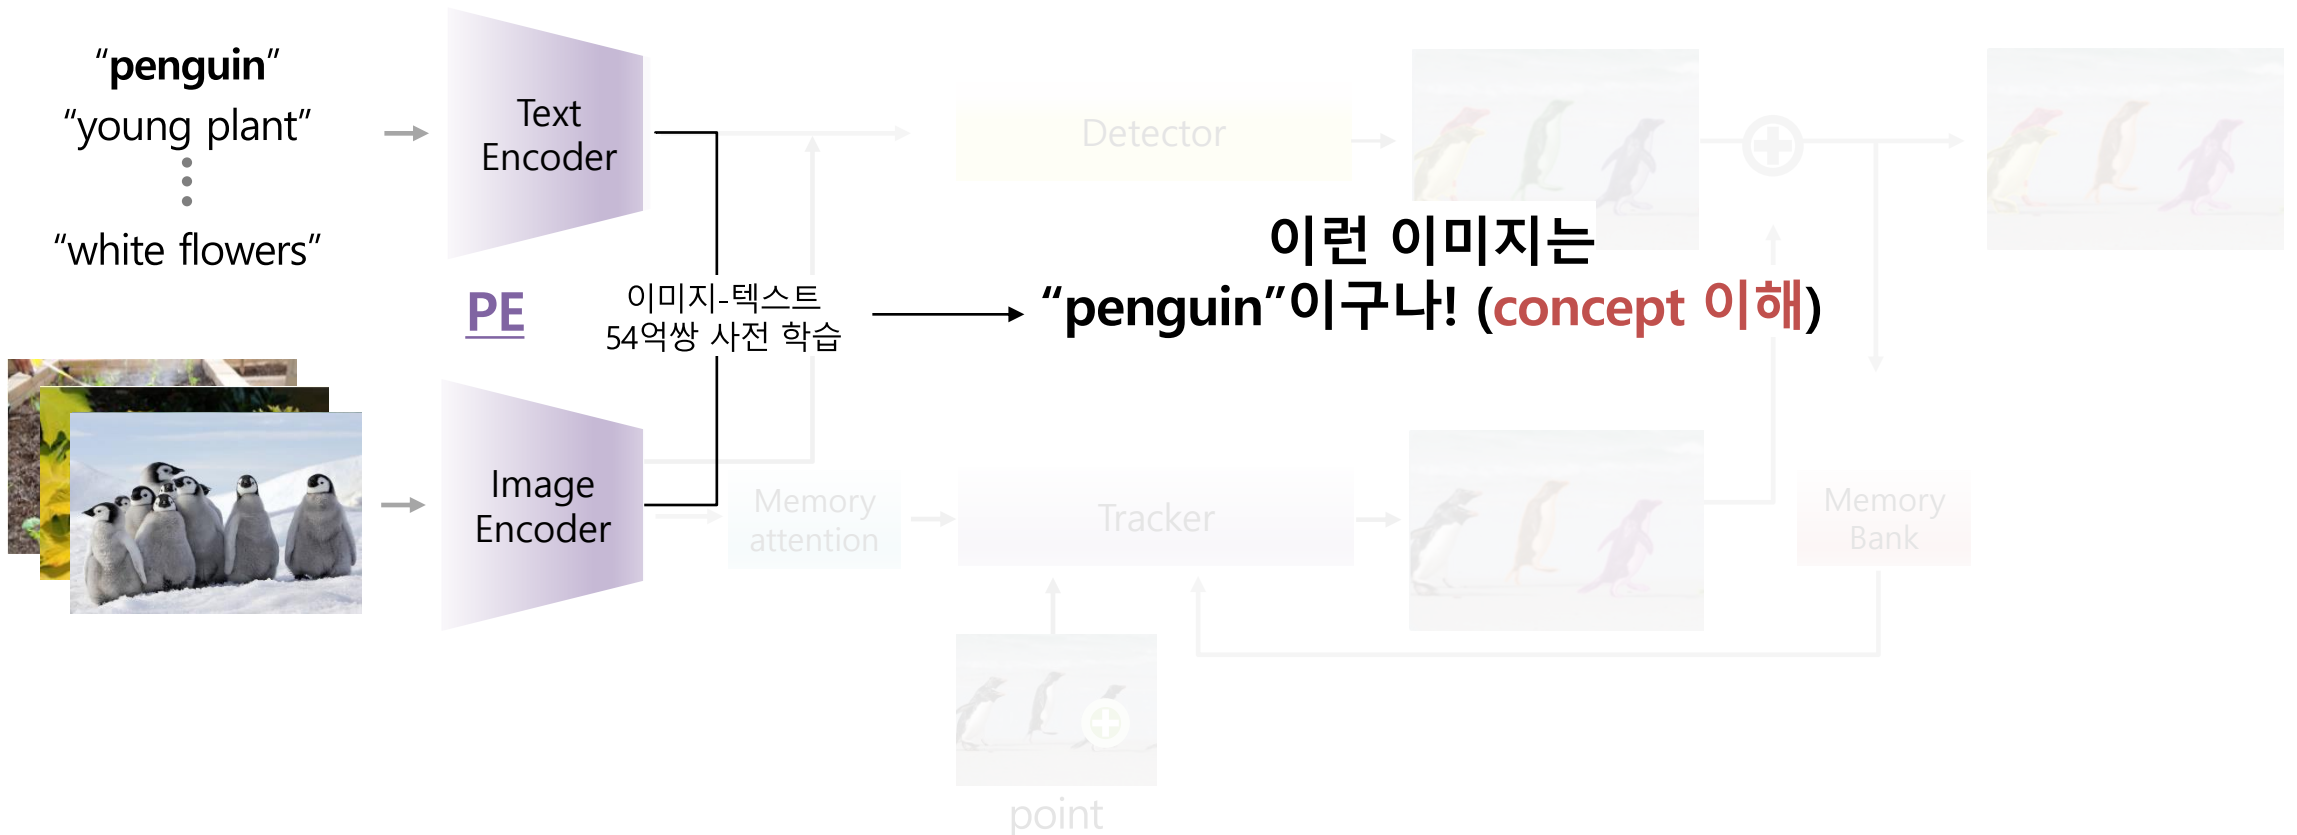 “penguin”
“young plant”
“white flowers”
Text
Encoder
PE
이미지-텍스트
54억쌍 사전 학습
Image
Encoder
Detector
이런 이미지는
“penguin”이구나! (concept 이해)
Memory
attention
Tracker
Memory
Bank
point